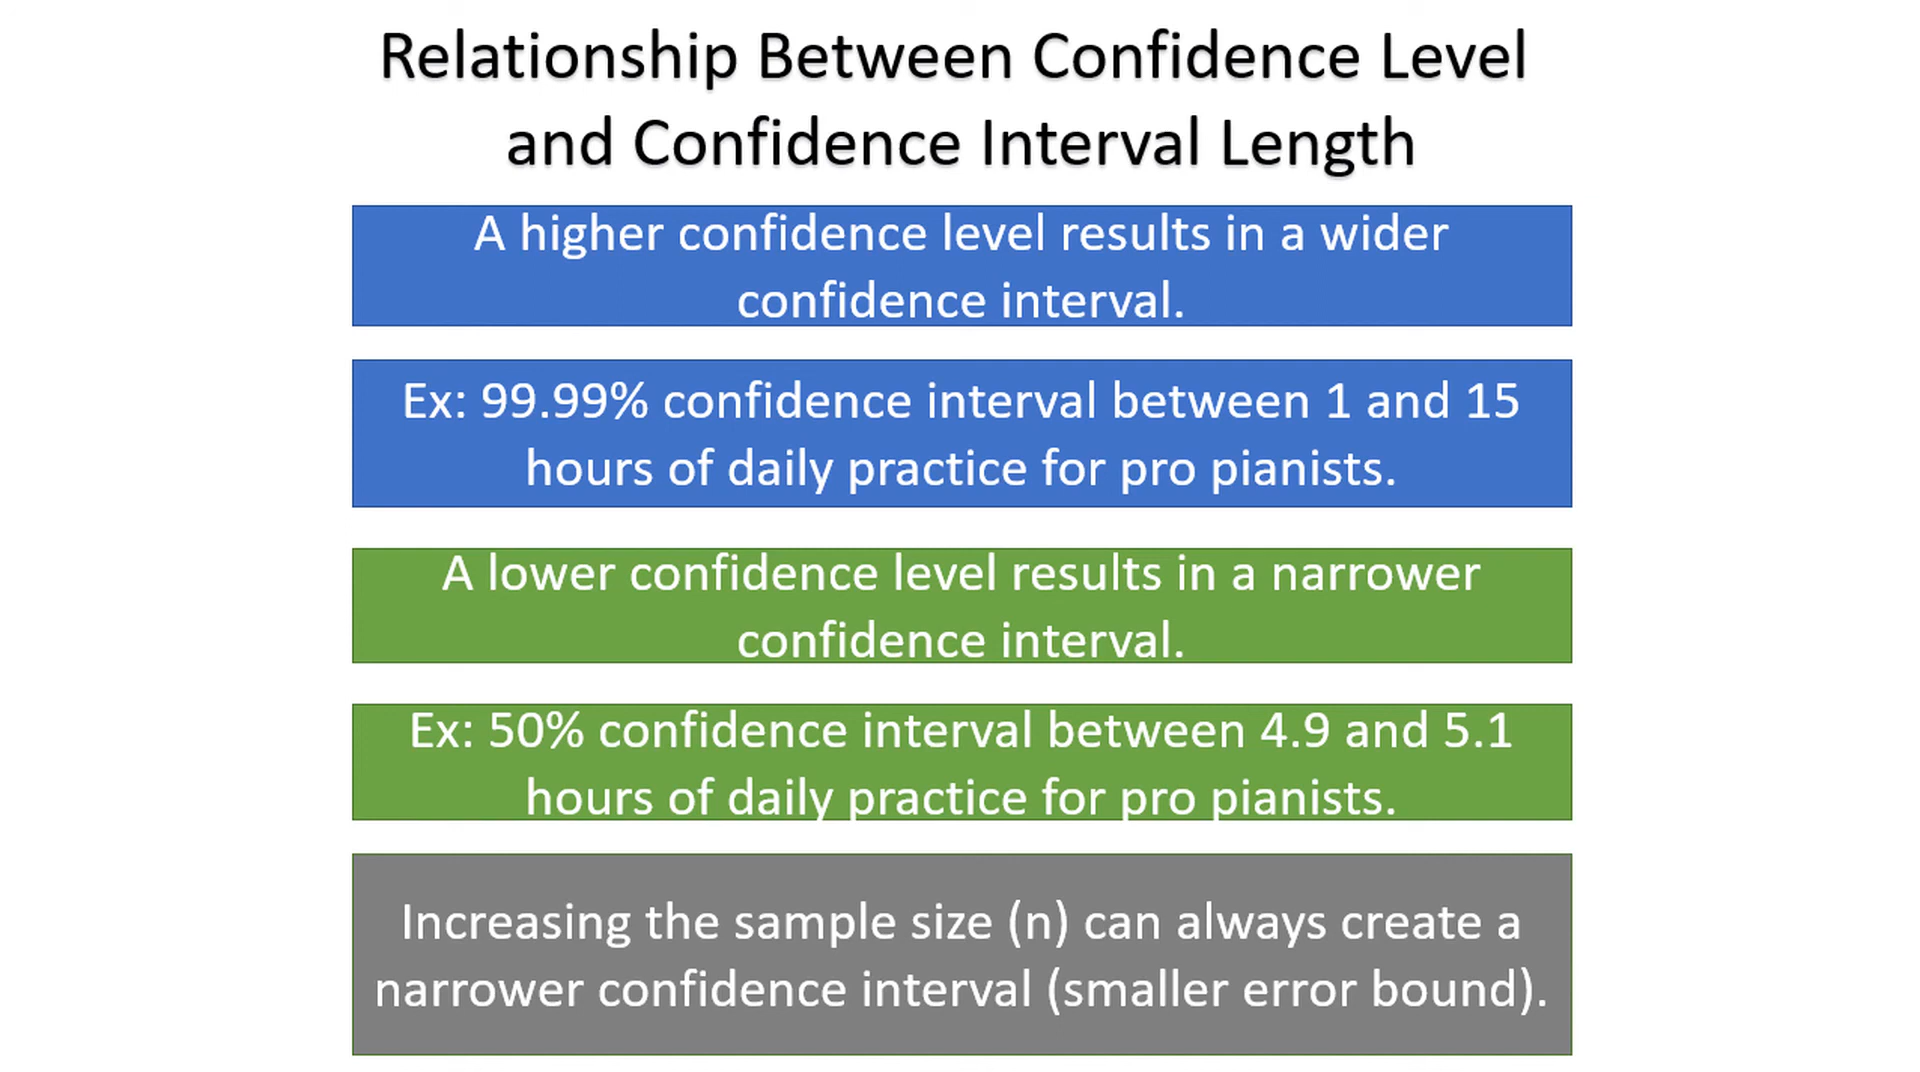 Relationship Between Confidence Level
and Confidence Interval Length
A higher confidence level results in a wider
confidence interval.
Ex: 99.99% confidence interval between 1 and 15
hours of daily practice for pro pianists.
A lower confidence level results in a narrower
confidence interval.
Ex: 50% confidence interval between 4.9 and 5.1
hours of daily practice for pro pianists.
Increasing the sample size (n) can always create a
narrower confidence interval (smaller error bound).